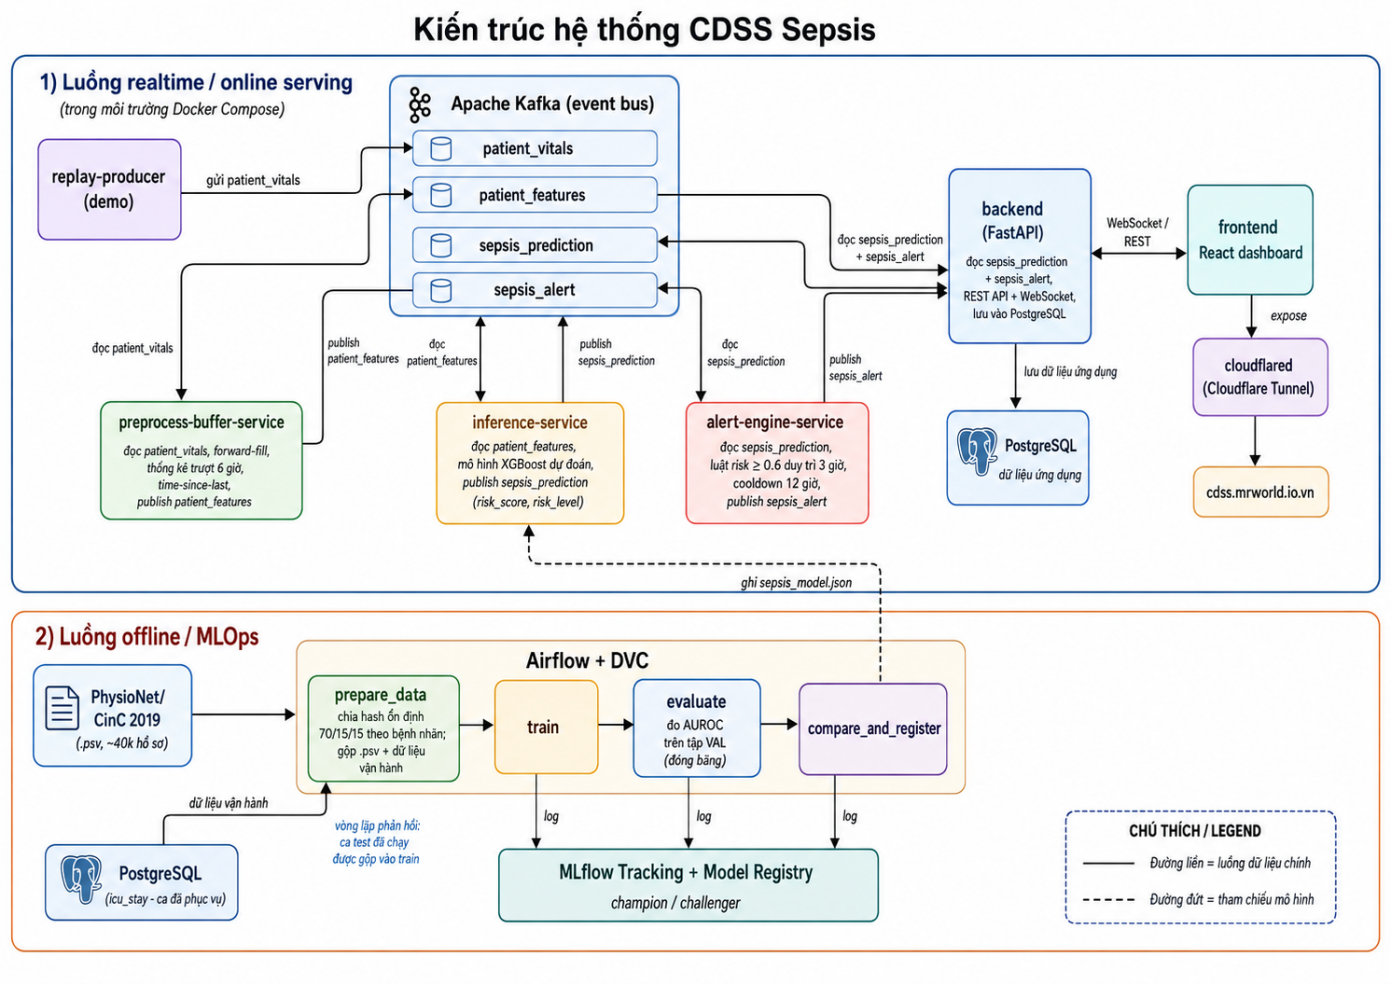 Kiến trúc hệ thống CDSS Sepsis
1) Luồng realtime / online serving
(trong môi trường Docker Compose)
Apache Kafka (event bus)
patient_vitals
patient_features
sepsis_prediction
sepsis_alert
replay-producer
(demo)
gửi patient_vitals
đọc patient_vitals
publish
patient_features
đọc
patient_features
publish
sepsis_prediction
đọc
sepsis_prediction
publish
sepsis_alert
đọc sepsis_prediction
+ sepsis_alert
backend
(FastAPI)
đọc sepsis_prediction
+ sepsis_alert,
REST API + WebSocket,
lưu vào PostgreSQL
WebSocket /
REST
frontend
React dashboard
expose
cloudflared
(Cloudflare Tunnel)
cdss.mrworld.io.vn
lưu dữ liệu ứng dụng
PostgreSQL
dữ liệu ứng dụng
preprocess-buffer-service
đọc patient_vitals, forward-fill,
thống kê trượt 6 giờ,
time-since-last,
publish patient_features
inference-service
đọc patient_features,
mô hình XGBoost dự đoán,
publish sepsis_prediction
(risk_score, risk_level)
alert-engine-service
đọc sepsis_prediction,
luật risk ≥ 0.6 duy trì 3 giờ,
cooldown 12 giờ,
publish sepsis_alert
ghi sepsis_model.json
2) Luồng offline / MLOps
PhysioNet/
CinC 2019
(.psv, ~40k hồ sơ)
Airflow + DVC
prepare_data
chia hash ổn định
70/15/15 theo bệnh nhân;
gộp .psv + dữ liệu
vận hành
train
evaluate
đo AUROC
trên tập VAL
(đóng băng)
compare_and_register
dữ liệu vận hành
vòng lặp phản hồi:
ca test đã chạy
được gộp vào train
log
log
log
PostgreSQL
(icu_stay - ca đã phục vụ)
MLflow Tracking + Model Registry
champion / challenger
CHÚ THÍCH / LEGEND
Đường liền = luồng dữ liệu chính
Đường đứt = tham chiếu mô hình